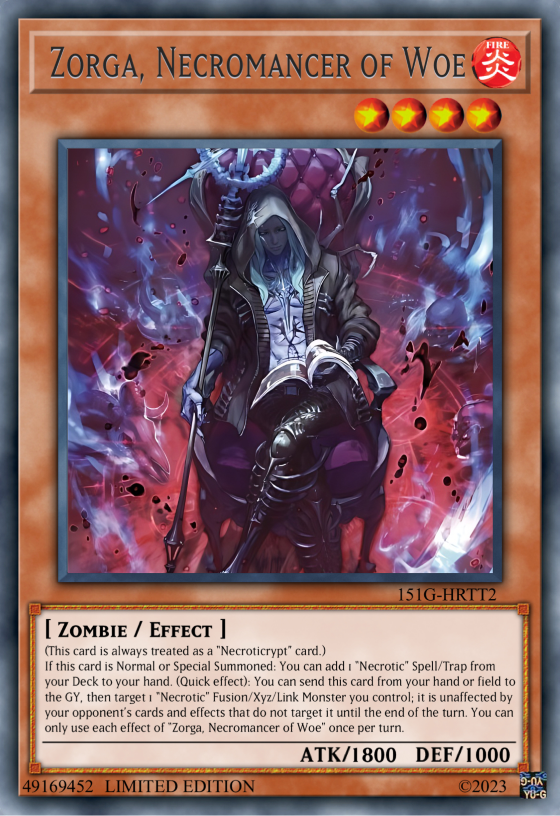 Zorga, Necromancer of Woe
FIRE
炎
151G-HRTT2
[ Zombie / Effect ]
(This card is always treated as a "Necroticrypt" card.)
If this card is Normal or Special Summoned: You can add 1 "Necrotic" Spell/Trap from
your Deck to your hand. (Quick effect): You can send this card from your hand or field to
the GY, then target 1 "Necrotic" Fusion/Xyz/Link Monster you control; it is unaffected by
your opponent's cards and effects that do not target it until the end of the turn. You can
only use each effect of "Zorga, Necromancer of Woe" once per turn.
ATK/1800 DEF/1000
49169452 LIMITED EDITION ©2023
YU-G